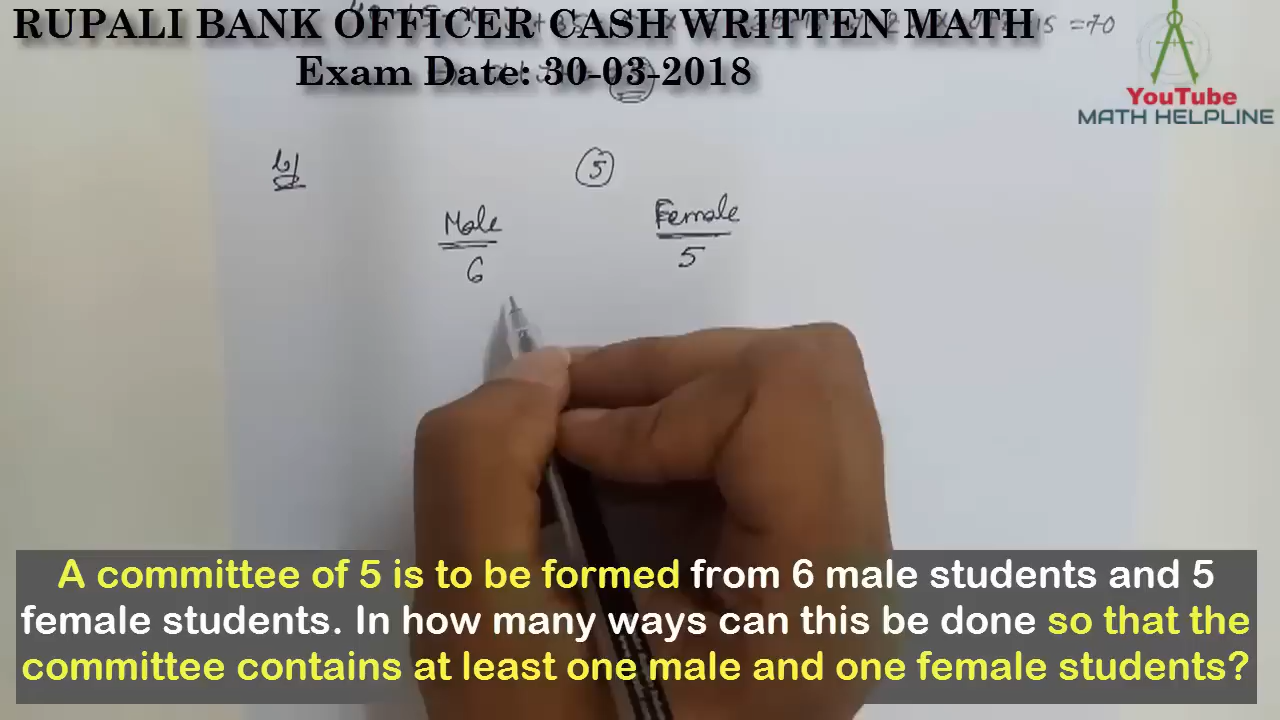 RUPALI BANK OFFICER CASH WRITTEN MATH
Exam Date: 30-03-2018
15 = 70
YouTube
MATH HELPLINE
b)
5
Male Female
6 5
A committee of 5 is to be formed from 6 male students and 5
female students. In how many ways can this be done so that the
committee contains at least one male and one female students?